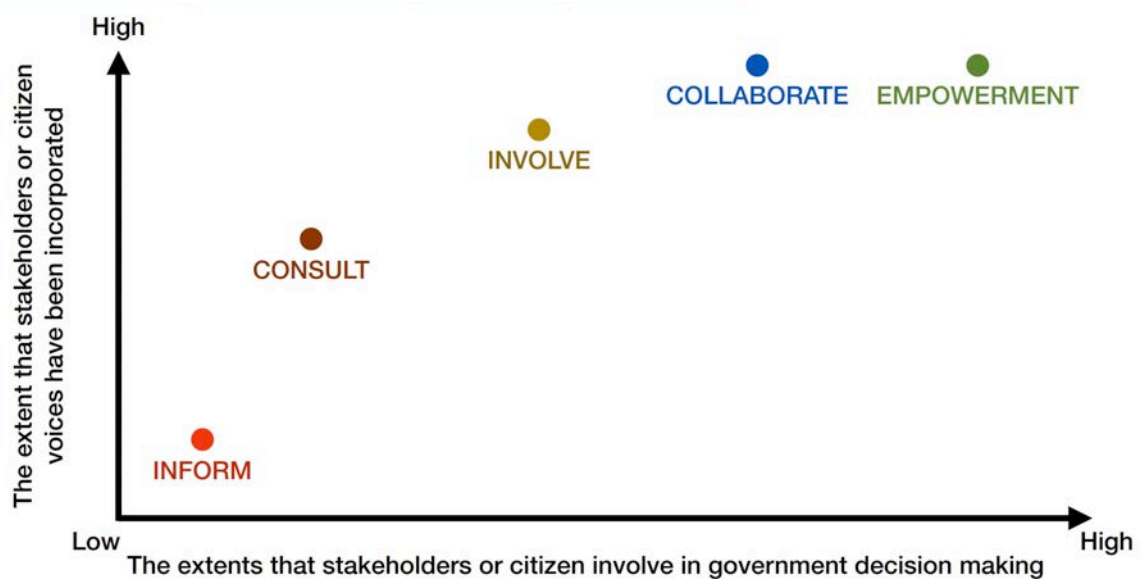 High
The extent that stakeholders or citizen
voices have been incorporated
COLLABORATE
EMPOWERMENT
INVOLVE
CONSULT
INFORM
Low
High
The extents that stakeholders or citizen involve in government decision making